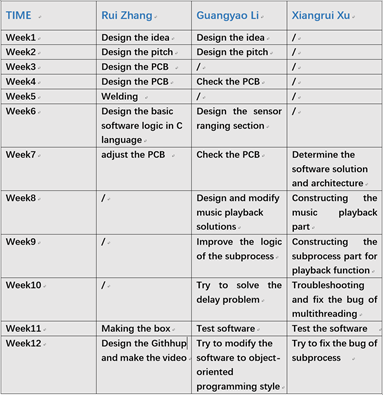 TIME Rui Zhang Guangyao Li Xiangrui Xu
Week1 Design the idea Design the idea /
Week2 Design the pitch Design the pitch /
Week3 Design the PCB / /
Week4 Design the PCB Check the PCB /
Week5 Welding / /
Week6 Design the basic Design the sensor /
software logic in C ranging section
language
Week7 adjust the PCB Check the PCB Determine the
software solution
and architecture
Week8 / Design and modify Constructing the
music playback music playback
solutions part
Week9 / Improve the logic Constructing the
of the subprocess subprocess part for
playback function
Week10 / Try to solve the Troubleshooting
delay problem and fix the bug of
multithreading
Week11 Making the box Test software Test the software
Week12 Design the Githhup Try to modify the Try to fix the bug of
and make the video software to object- subprocess
oriented
programming style